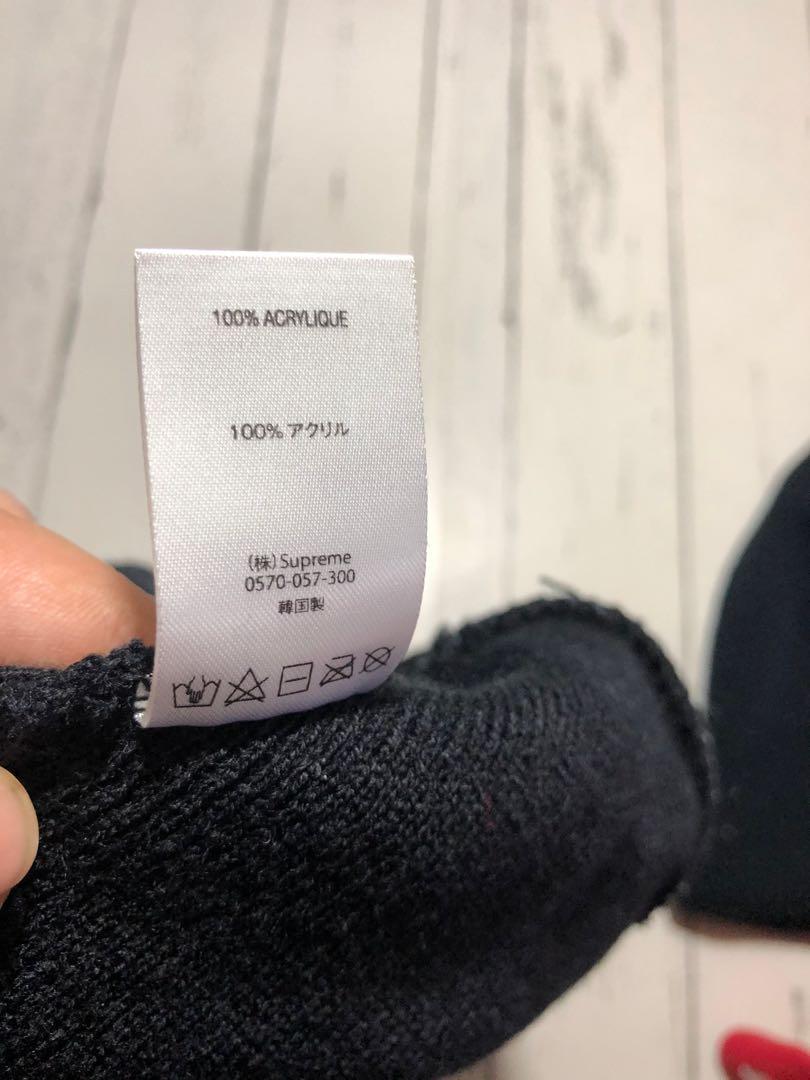 100% ACRYLIQUE
100% アクリル
(株)Supreme
0570-057-300
韓国製